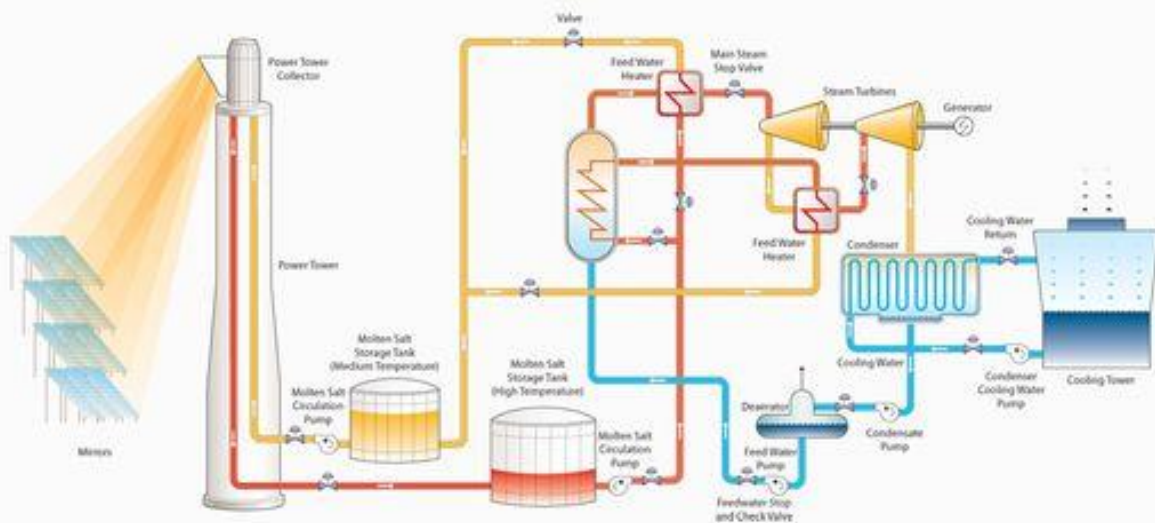 Valve
Power Tower
Collector
Feed Water
Heater
Main Steam
Stop Valve
Steam Turbines
Generator
Power Tower
Feed Water
Heater
Condenser
Cooling Water
Return
Molten Salt
Storage Tank
(Medium Temperature)
Molten Salt
Storage Tank
(High Temperature)
Cooling Water
Condenser
Cooling Water
Pump
Cooling Tower
Molten Salt
Circulation
Pump
Deaerator
Condensate
Pump
Mirrors
Molten Salt
Circulation
Pump
Feed Water
Pump
Feedwater Stop
and Check Valve